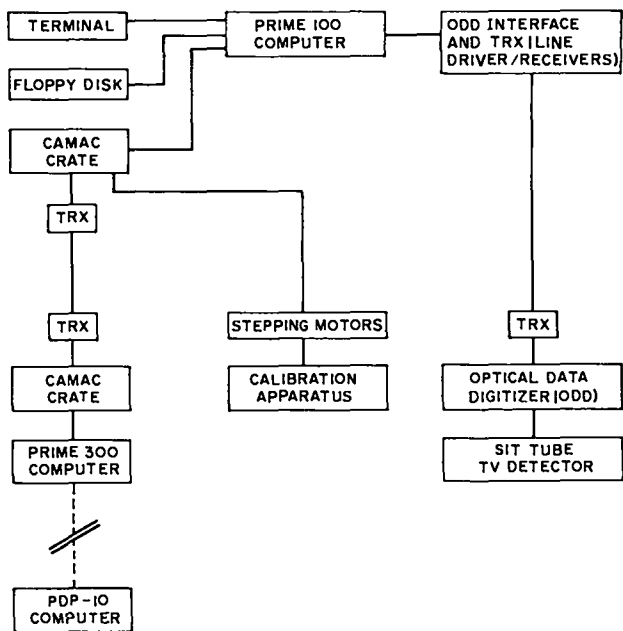 TERMINAL
PRIME 100
COMPUTER
ODD INTERFACE
AND TRX(LINE
DRIVER/RECEIVERS)
FLOPPY DISK
CAMAC
CRATE
TRX
TRX
STEPPING MOTORS
TRX
CAMAC
CRATE
CALIBRATION
APPARATUS
OPTICAL DATA
DIGITIZER(ODD)
PRIME 300
COMPUTER
SIT TUBE
TV DETECTOR
PDP-10
COMPUTER